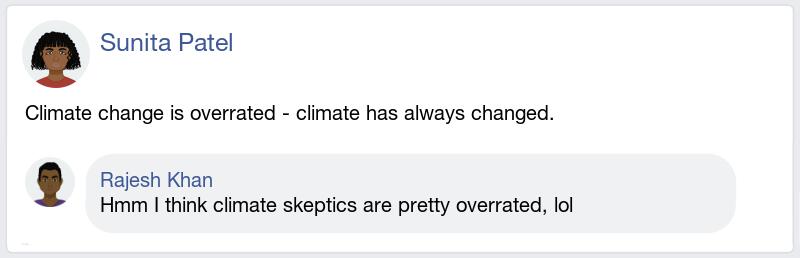 Sunita Patel
Climate change is overrated - climate has always changed.
Rajesh Khan
Hmm I think climate skeptics are pretty overrated, lol